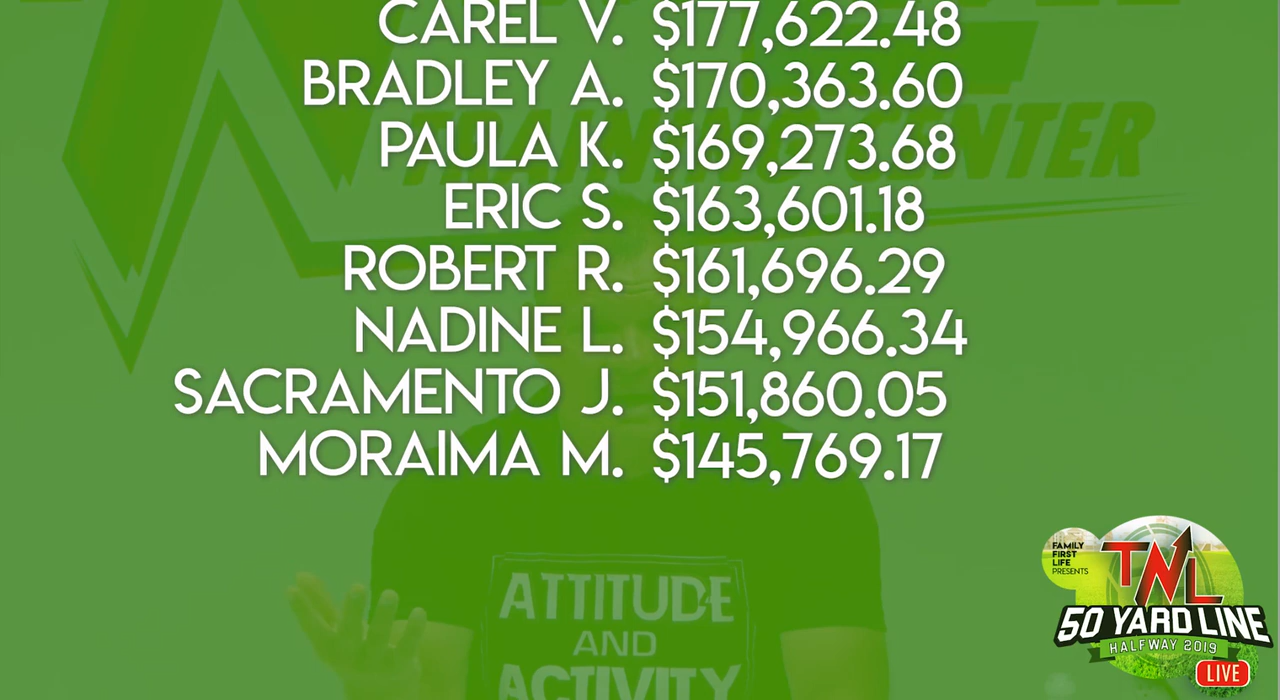 CAREL V. $177,622.48
BRADLEY A. $170,363.60
PAULA K. $169,273.68
ERIC S. $163,601.18
ROBERT R. $161,696.29
NADINE L. $154,966.34
SACRAMENTO J. $151,860.05
MORAIMA M. $145,769.17
TRAINING CENTER
ATTITUDE
AND
ACTIVITY
FAMILY
FIRST
LIFE
PRESENTS
TNL
50 YARD LINE
HALFWAY 2019
LIVE